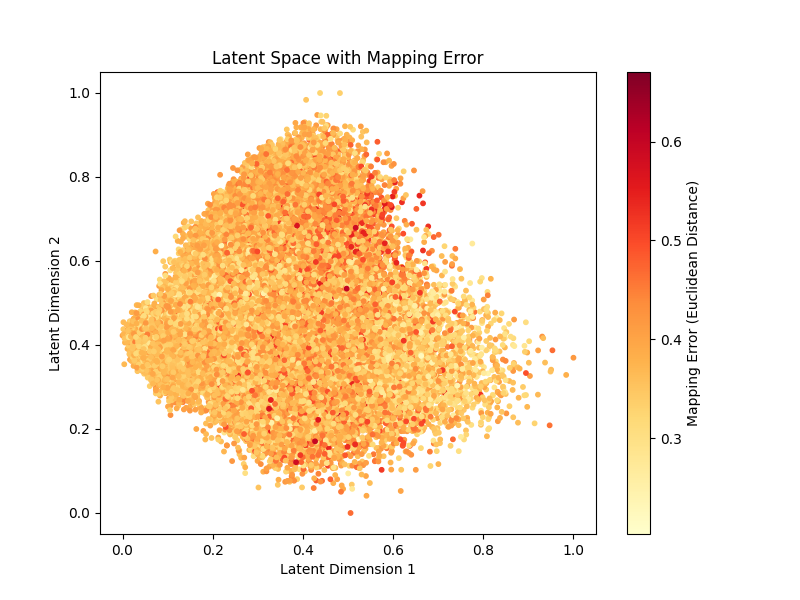 Latent Space with Mapping Error
1.0
0.8
0.6
0.4
0.2
0.0
Latent Dimension 2
0.0 0.2 0.4 0.6 0.8 1.0
Latent Dimension 1
0.6
0.5
0.4
0.3
Mapping Error (Euclidean Distance)